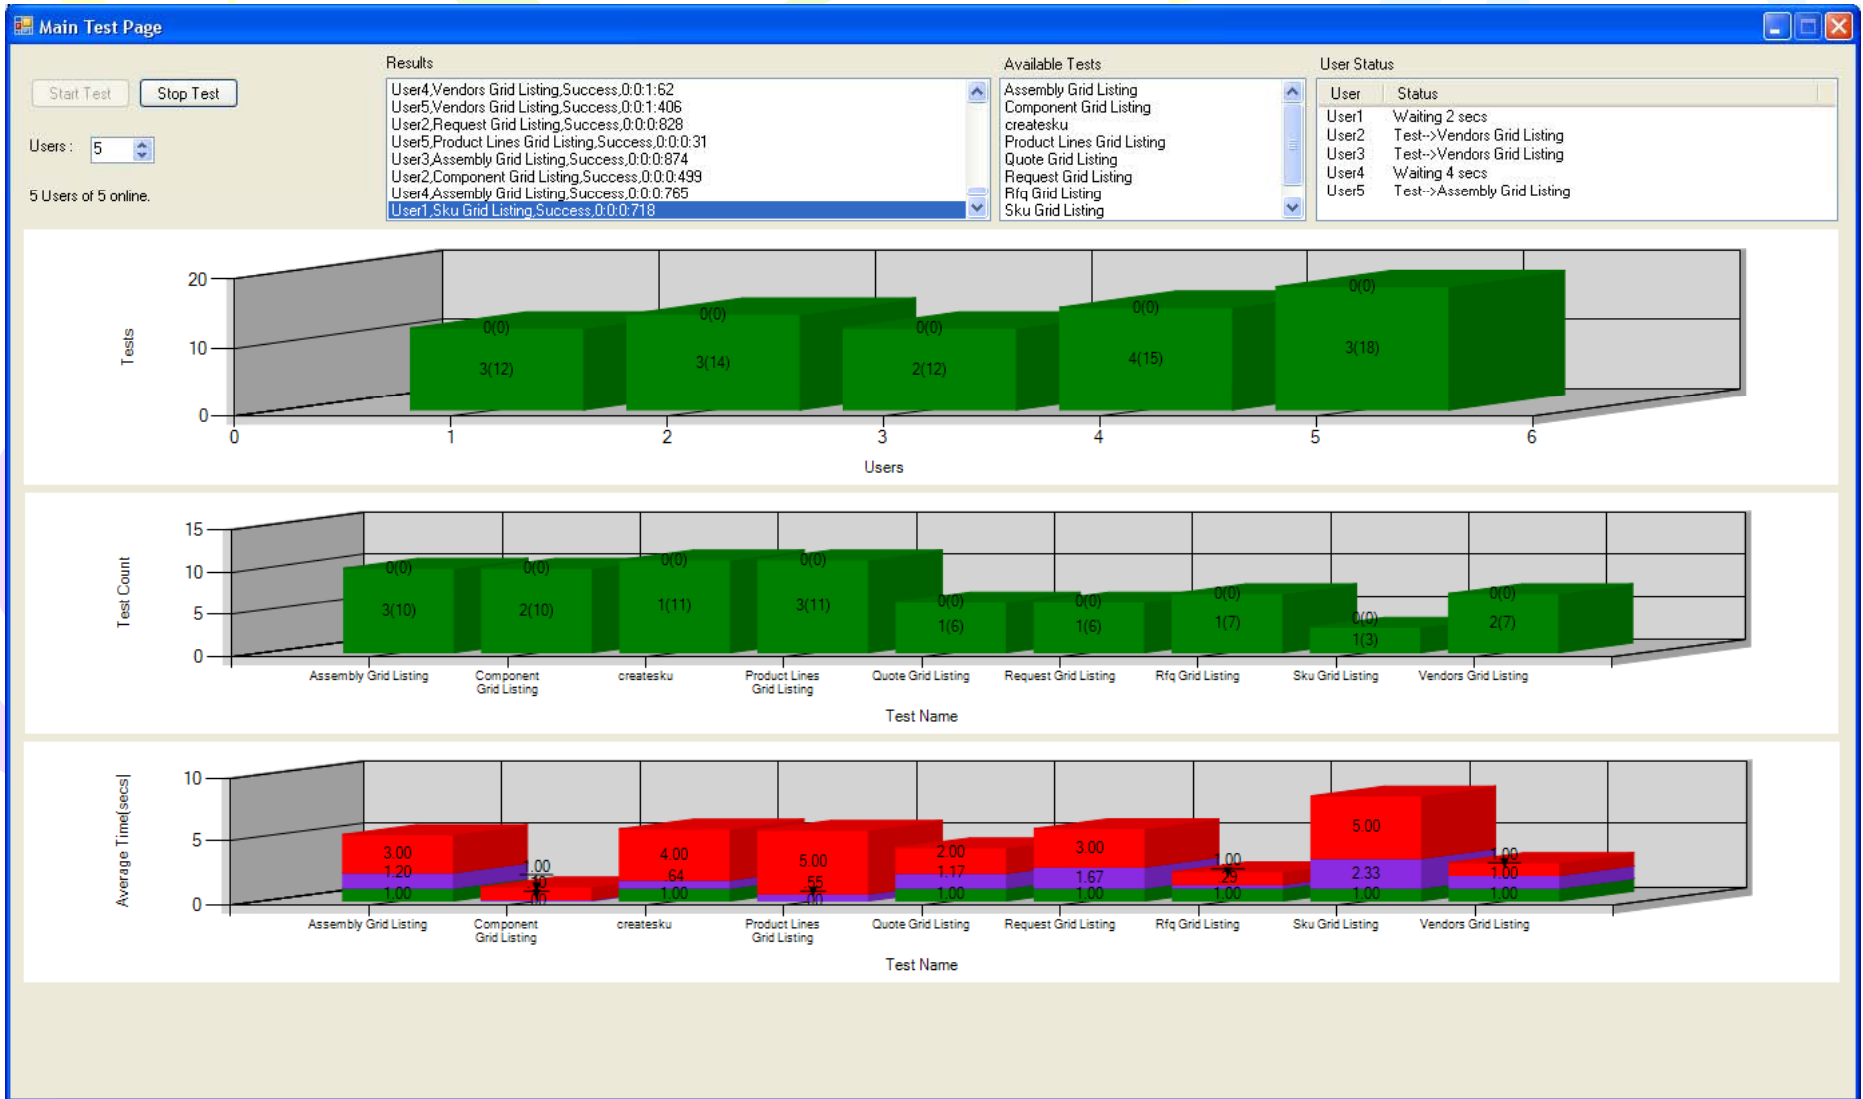 Main Test Page
Start Test
Stop Test
Users :
5
5 Users of 5 online.
Results
User4,Vendors Grid Listing,Success,0:0:1:62
User5,Vendors Grid Listing,Success,0:0:1:406
User2,Request Grid Listing,Success,0:0:0:828
User5,Product Lines Grid Listing,Success,0:0:0:31
User3,Assembly Grid Listing,Success,0:0:0:874
User2,Component Grid Listing,Success,0:0:0:499
User4,Assembly Grid Listing,Success,0:0:0:765
User1,Sku Grid Listing,Success,0:0:0:718
Available Tests
Assembly Grid Listing
Component Grid Listing
createsku
Product Lines Grid Listing
Quote Grid Listing
Request Grid Listing
Rfq Grid Listing
Sku Grid Listing
User Status
User Status
User1 Waiting 2 secs
User2 Test-->Vendors Grid Listing
User3 Test-->Vendors Grid Listing
User4 Waiting 4 secs
User5 Test-->Assembly Grid Listing
Tests
20
10
0
0(0) 0(0) 0(0) 0(0) 0(0)
3(12) 3(14) 2(12) 4(15) 3(18)
0 1 2 3 4 5 6
Users
Test Count
15
10
5
0
0(0) 0(0) 0(0) 0(0) 0(0) 0(0) 0(0) 0(0) 0(0)
3(10) 2(10) 1(11) 3(11) 1(6) 1(6) 1(7) 1(3) 2(7)
Assembly Grid Listing
Component
Grid Listing
createsku
Product Lines
Grid Listing
Quote Grid Listing
Request Grid Listing
Rfq Grid Listing
Sku Grid Listing
Vendors Grid Listing
Test Name
Average Time(secs)
10
5
0
3.00 1.00 4.00 5.00 2.00 3.00 1.00 5.00 1.00
1.20 .64 .55 1.17 1.67 .29 2.33 1.00
1.00 1.00 .00 1.00 1.00 1.00 1.00 1.00
Assembly Grid Listing
Component
Grid Listing
createsku
Product Lines
Grid Listing
Quote Grid Listing
Request Grid Listing
Rfq Grid Listing
Sku Grid Listing
Vendors Grid Listing
Test Name